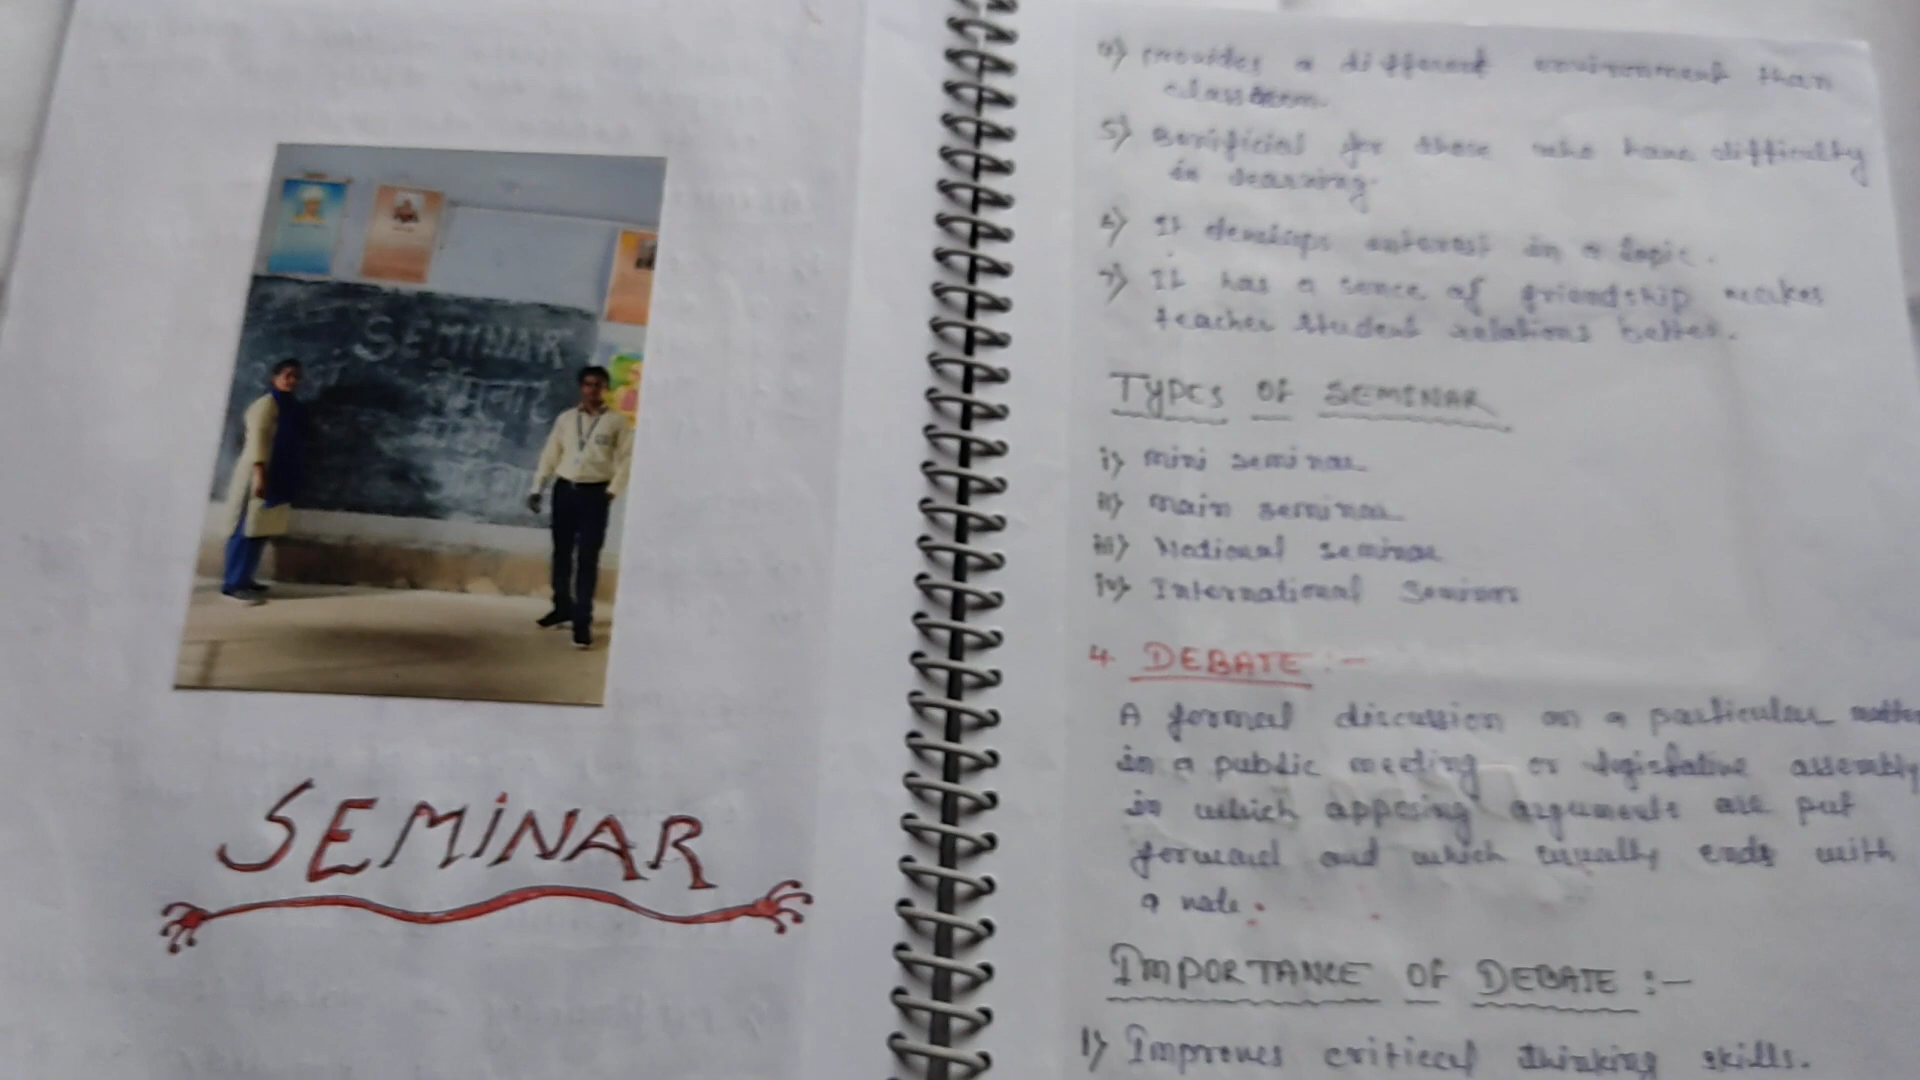 SEMINAR
सेमिनार
SEMINAR
4) Provides a different environment than
classroom.
5) Benificial for those who have difficulty
in learning.
6) It develops interest in a topic.
7) It has a sence of friendship makes
teacher student relations better.
TYPES OF SEMINAR
i) mini seminar
ii) main seminar
iii) National seminar
iv) International Seminar
4. DEBATE :-
A formal discussion on a particular matter
in a public meeting or legislative assembly
in which opposing arguments are put
forward and which usually ends with
a vote.
IMPORTANCE OF DEBATE :-
1) Improves critical thinking skills.